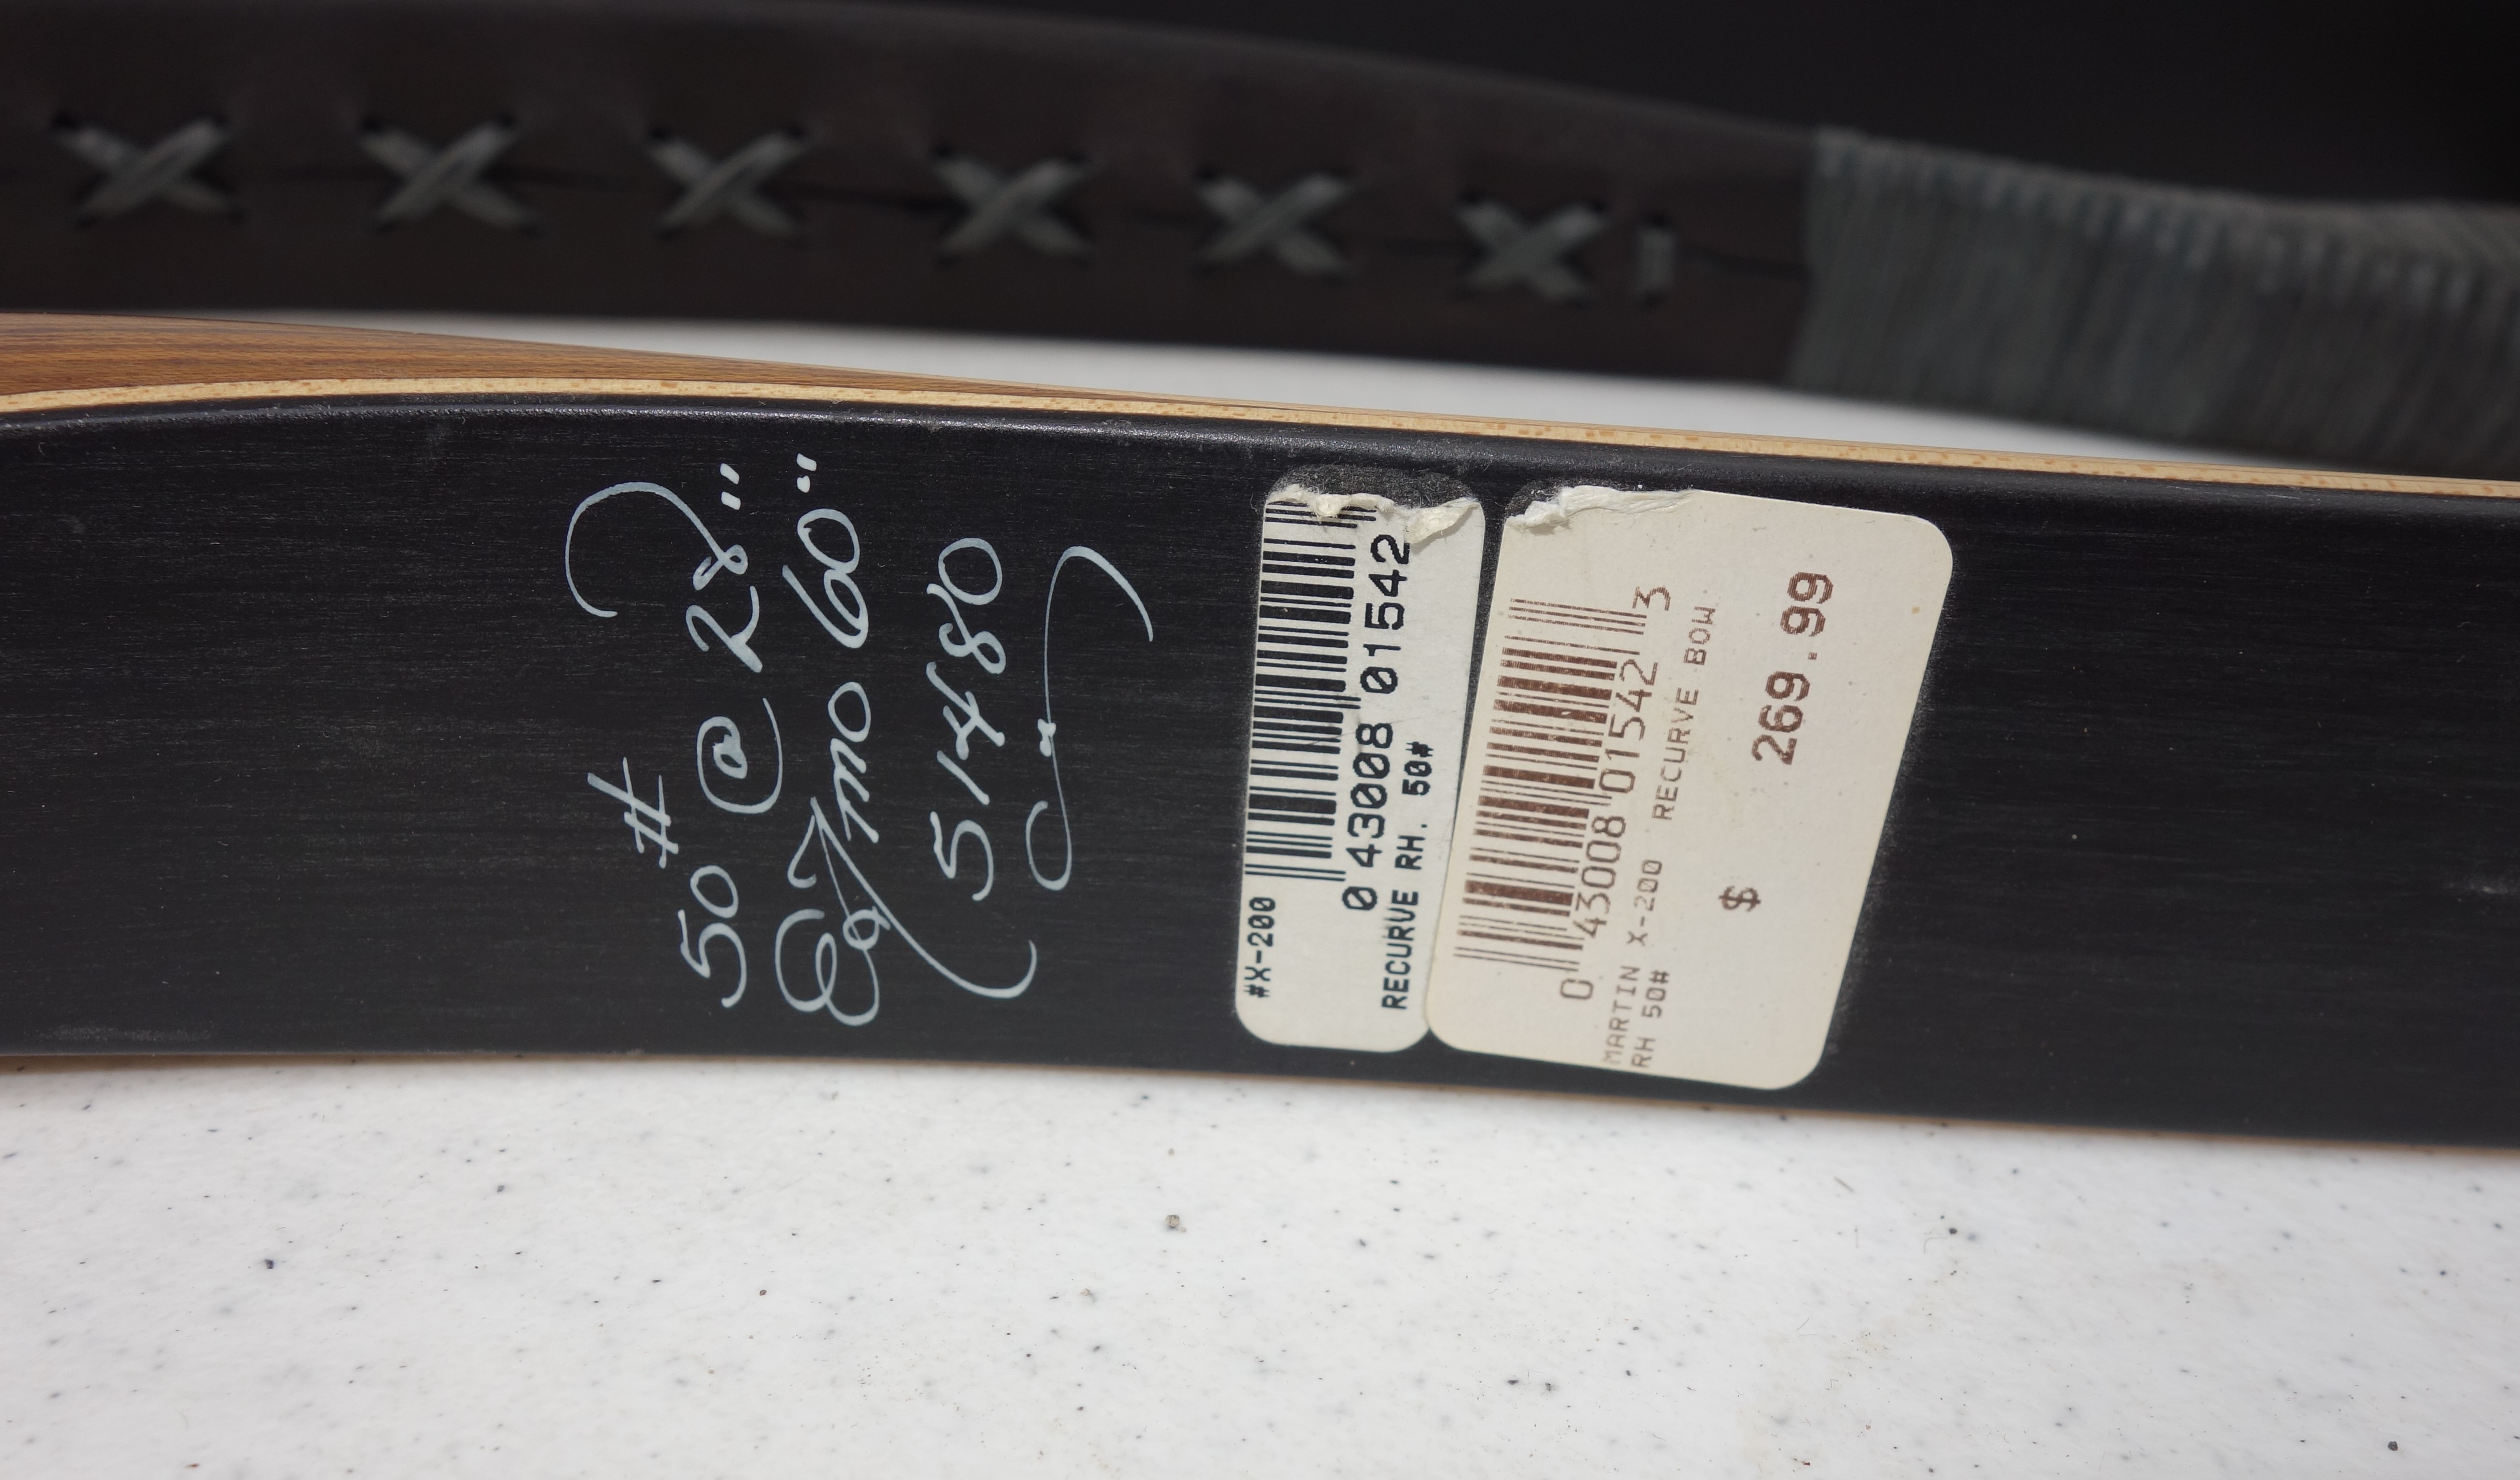 50# @ 28"
AMO 60"
51480
#X-200
0 43008 01542
RECURVE RH. 50#
0 43008 01542 3
MARTIN X-200 RECURVE BOW
RH 50#
$ 269.99